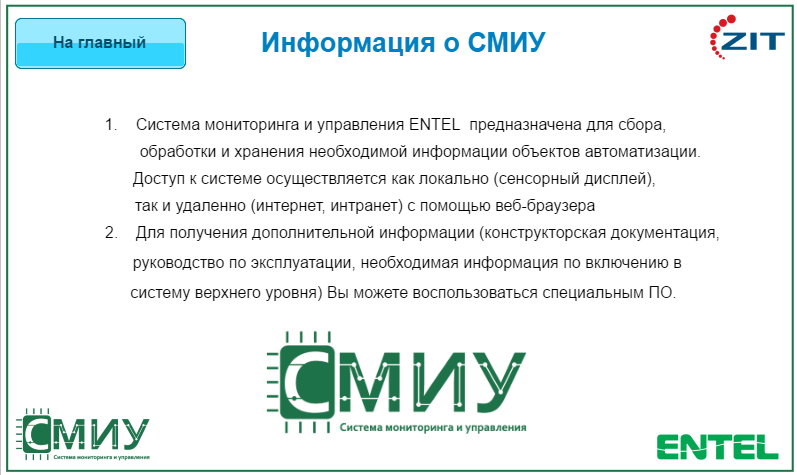 На главный
Информация о СМИУ
ZIT
1. Система мониторинга и управления ENTEL предназначена для сбора,
обработки и хранения необходимой информации объектов автоматизации.
Доступ к системе осуществляется как локально (сенсорный дисплей),
так и удаленно (интернет, интранет) с помощью веб-браузера
2. Для получения дополнительной информации (конструкторская документация,
руководство по эксплуатации, необходимая информация по включению в
систему верхнего уровня) Вы можете воспользоваться специальным ПО.
СМИУ
Система мониторинга и управления
СМИУ
Система мониторинга и управления
ENTEL